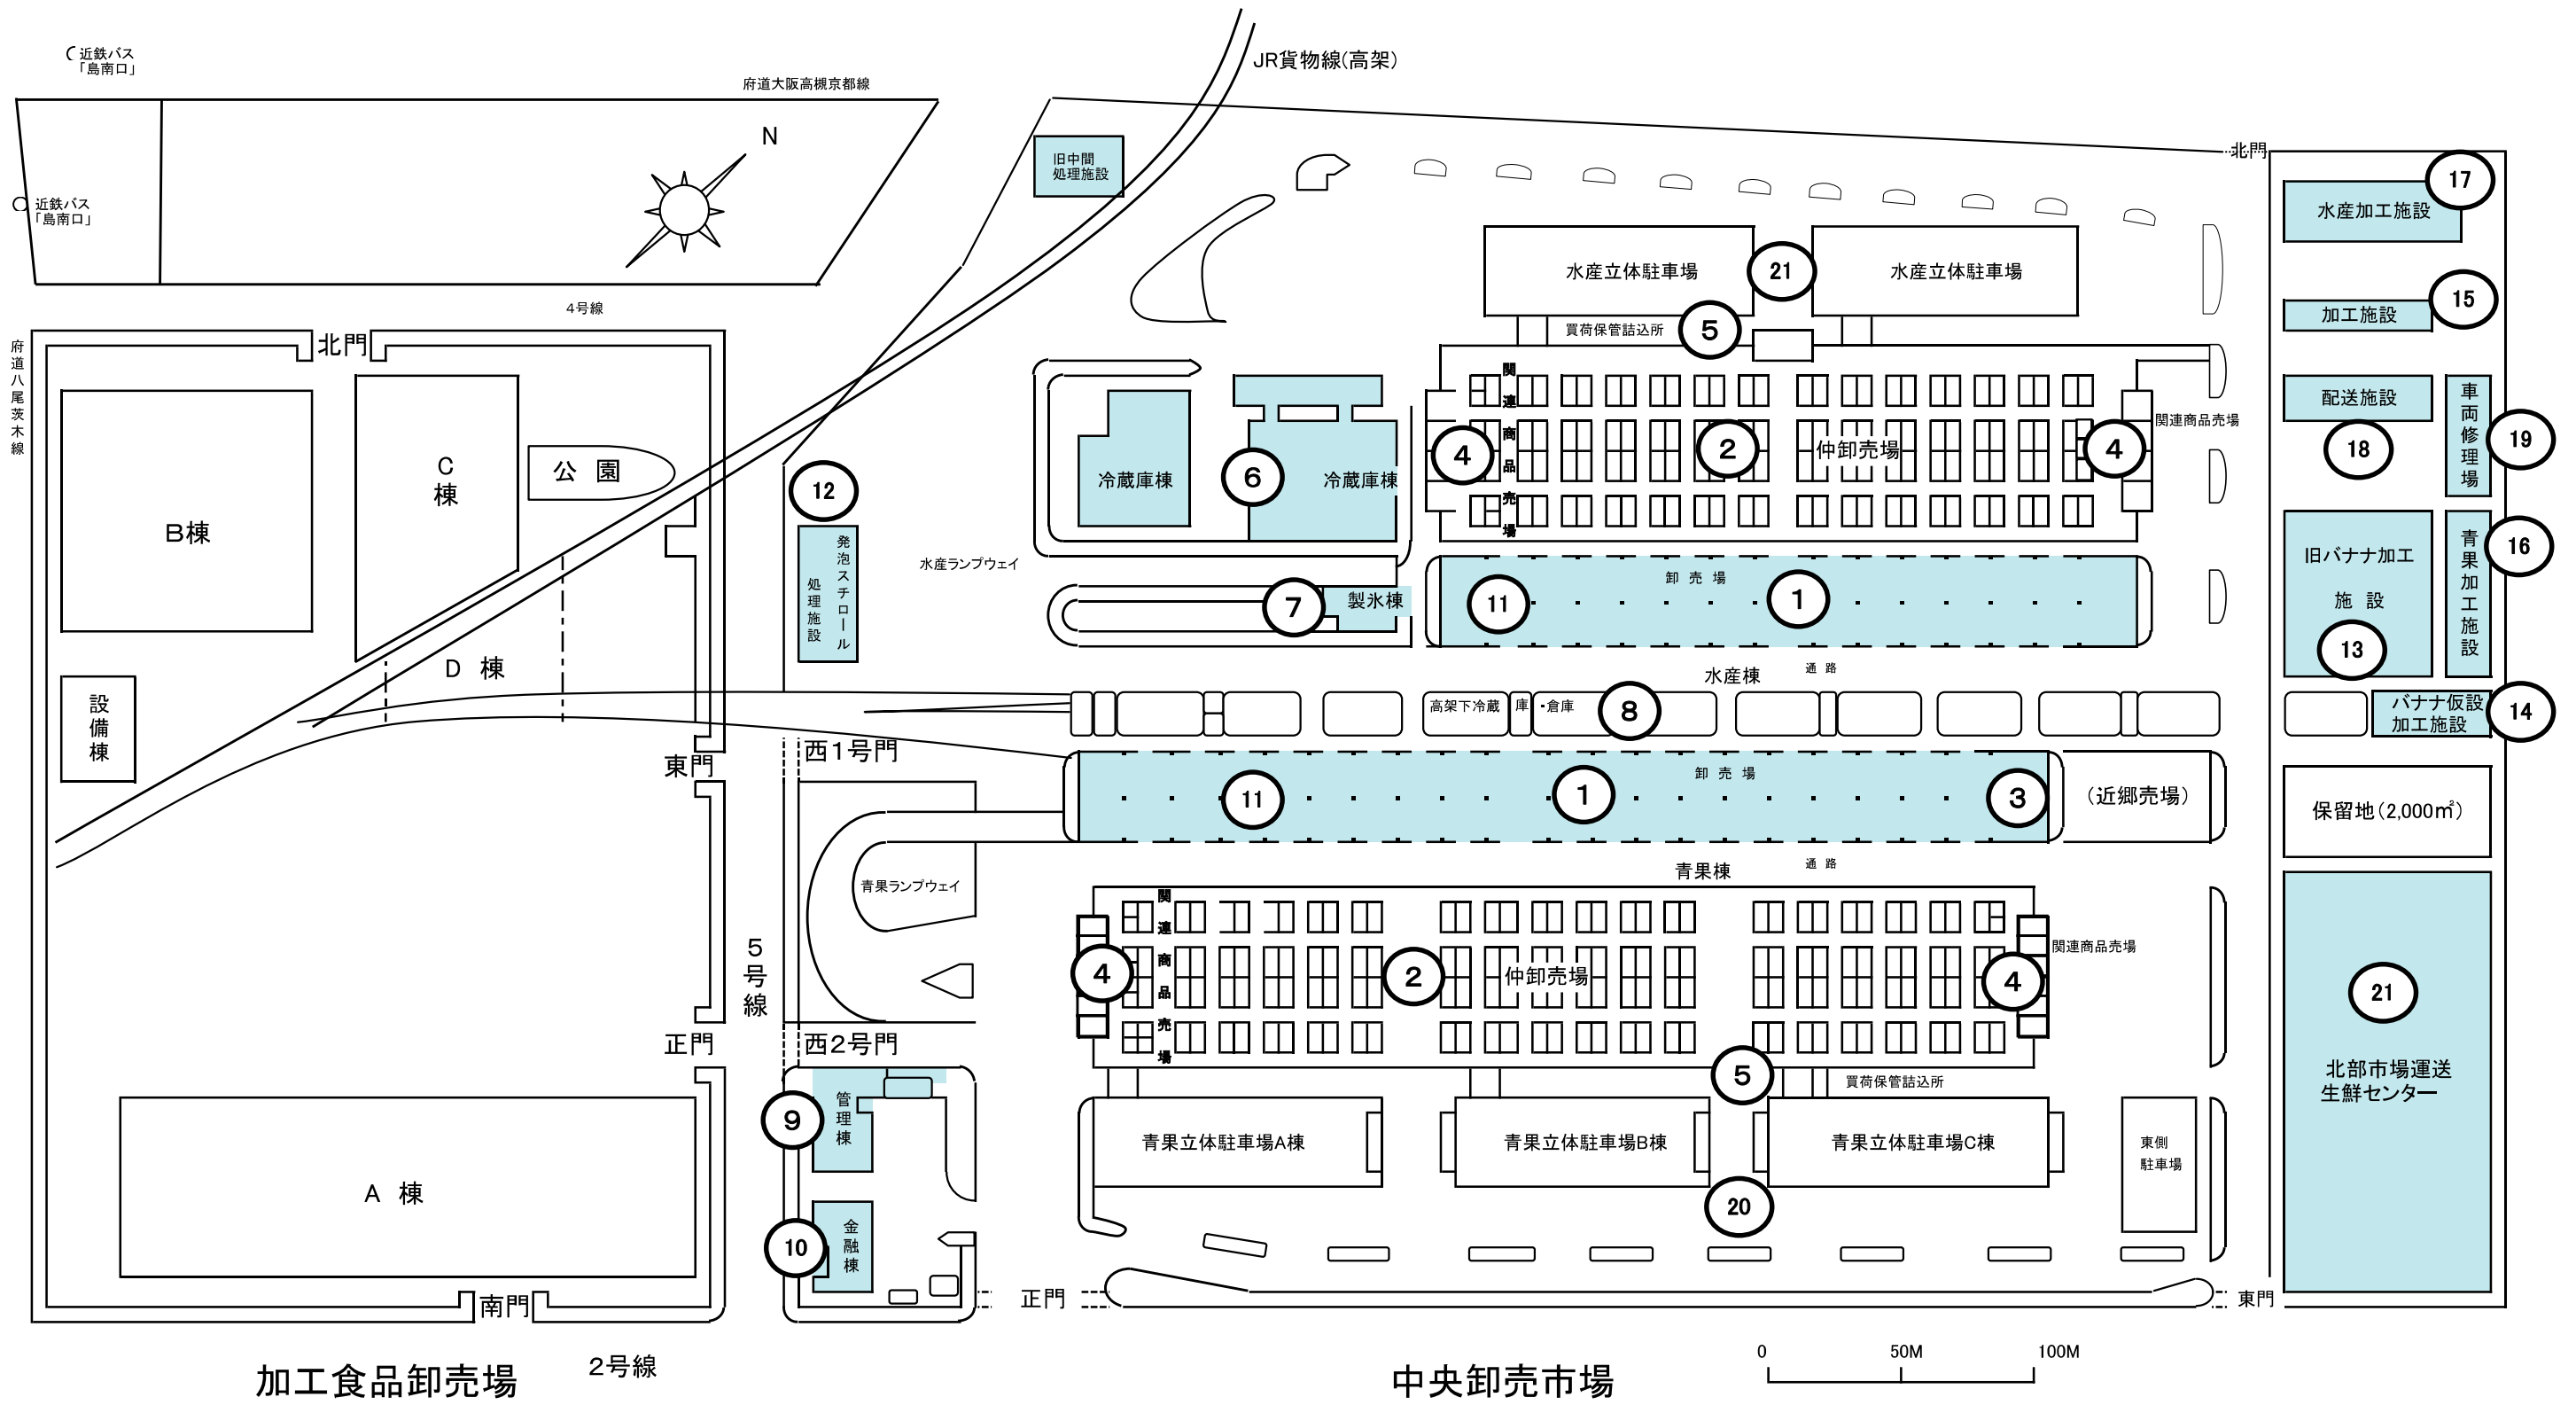 近鉄バス
「島南口」
府道大阪高槻京都線
JR貨物線(高架)
N
旧中間
処理施設
北門
17
水産加工施設
近鉄バス
「島南口」
水産立体駐車場
21
水産立体駐車場
15
加工施設
4号線
買荷保管詰込所
5
府道八尾茨木線
北門
関連商品売場
配送施設
車両修理場
19
18
関連商品売場
C棟
公園
B棟
12
冷蔵庫棟
6
冷蔵庫棟
4
2
仲卸売場
4
発泡スチロール
処理施設
水産ランプウェイ
7
製氷棟
11
卸売場
1
旧バナナ加工
施設
13
青果加工施設
16
D棟
設備棟
水産棟
通路
高架下冷蔵
庫
・倉庫
8
バナナ仮設
加工施設
14
東門
西1号門
11
1
卸売場
3
(近郷売場)
保留地(2,000㎡)
青果棟
通路
青果ランプウェイ
関連商品売場
5号線
4
2
仲卸売場
4
関連商品売場
21
北部市場運送
生鮮センター
正門
西2号門
5
買荷保管詰込所
9
管理棟
青果立体駐車場A棟
青果立体駐車場B棟
青果立体駐車場C棟
東側
駐車場
A棟
20
10
金融棟
南門
正門
東門
2号線
加工食品卸売場
中央卸売市場
0
50M
100M